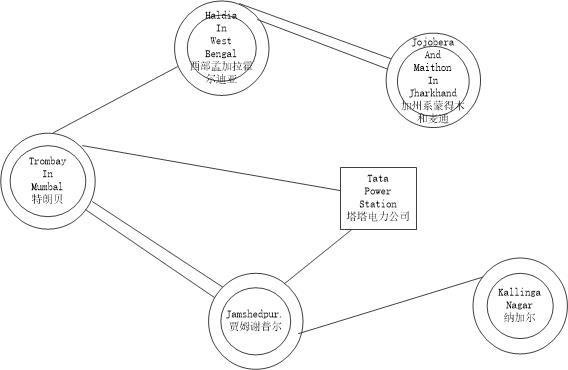 Haldia
In
West
Bengal
西部孟加拉霍
尔迪亚
Jojobera
And
Maithon
In
Jharkhand
加州系蒙得木
和麦通
Trombay
In
Mumbal
特朗贝
Tata
Power
Station
塔塔电力公司
Jamshedpur.
贾姆谢普尔
Kallinga
Nagar
纳加尔